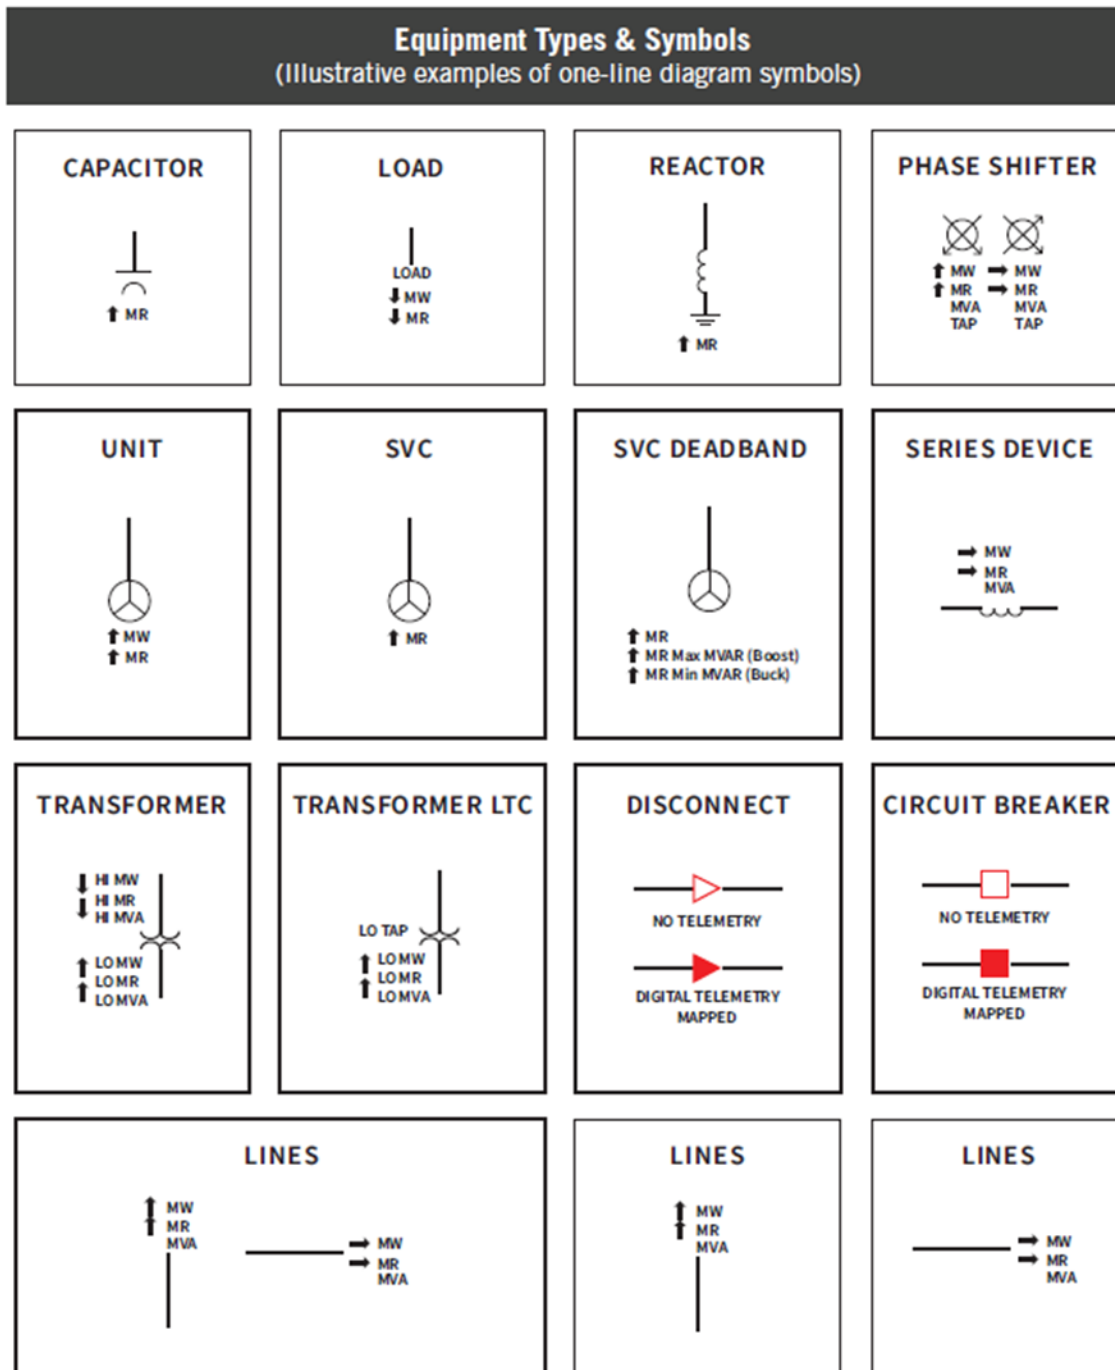 Equipment Types & Symbols
(Illustrative examples of one-line diagram symbols)
CAPACITOR
MR
LOAD
LOAD
MW
MR
REACTOR
MR
PHASE SHIFTER
MW
MR
MVA
TAP
MW
MR
MVA
TAP
UNIT
MW
MR
SVC
MR
SVC DEADBAND
MR
MR Max MVAR (Boost)
MR Min MVAR (Buck)
SERIES DEVICE
MW
MR
MVA
TRANSFORMER
HI MW
HI MR
HI MVA
LO MW
LO MR
LO MVA
TRANSFORMER LTC
LO TAP
LO MW
LO MR
LO MVA
DISCONNECT
NO TELEMETRY
DIGITAL TELEMETRY
MAPPED
CIRCUIT BREAKER
NO TELEMETRY
DIGITAL TELEMETRY
MAPPED
LINES
MW
MR
MVA
MW
MR
MVA
LINES
MW
MR
MVA
LINES
MW
MR
MVA